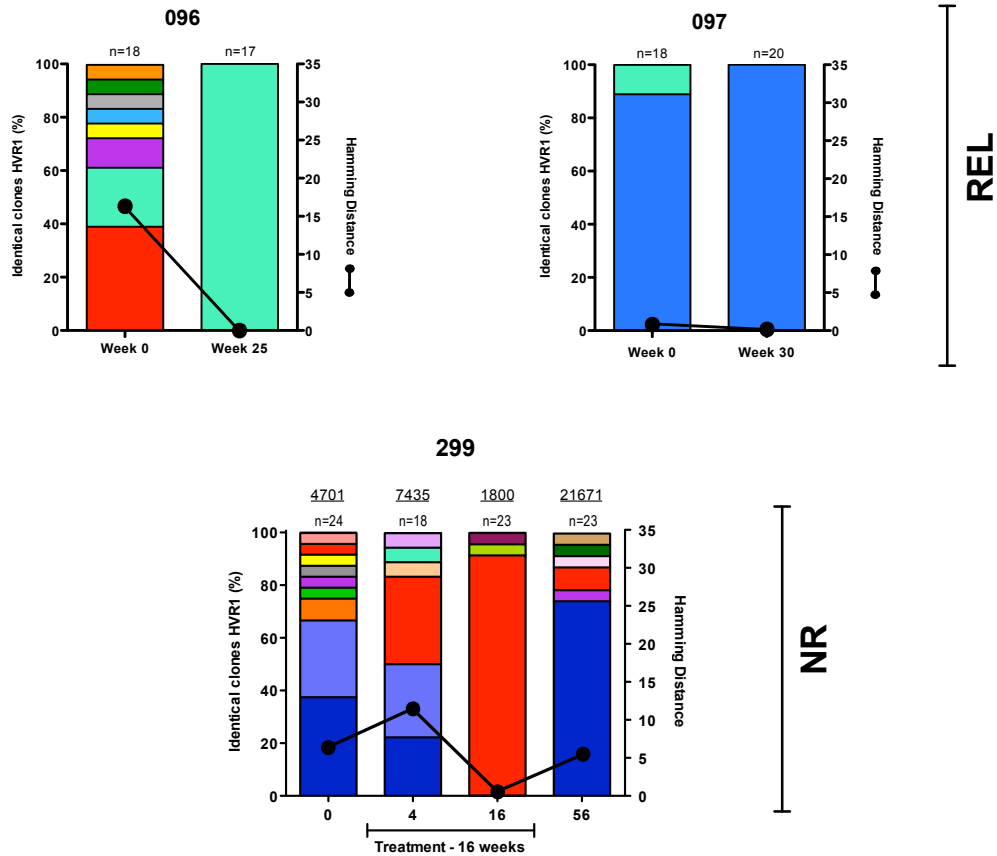 096
n=18 n=17
100
80
60
40
20
0
Identical clones HVR1 (%)
35
30
25
20
15
10
5
0
Hamming Distance
Week 0 Week 25
097
n=18 n=20
100
80
60
40
20
0
Identical clones HVR1 (%)
35
30
25
20
15
10
5
0
Hamming Distance
Week 0 Week 30
REL
299
4701 7435 1800 21671
n=24 n=18 n=23 n=23
100
80
60
40
20
0
Identical clones HVR1 (%)
35
30
25
20
15
10
5
0
Hamming Distance
0 4 16 56
Treatment - 16 weeks
NR